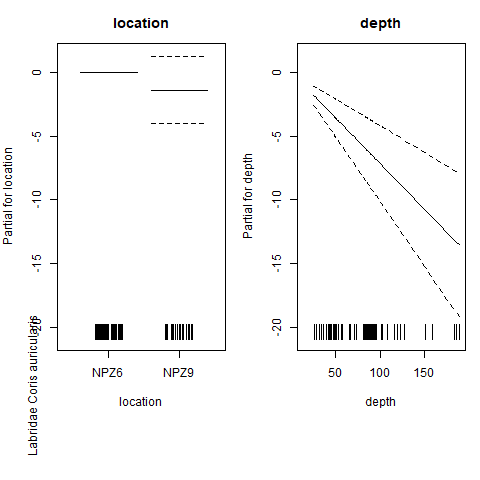 location
depth
Partial for location
0
-5
-10
-15
-20
NPZ6
NPZ9
location
Labridae Coris auricularis
Partial for depth
0
-5
-10
-15
-20
50
100
150
depth